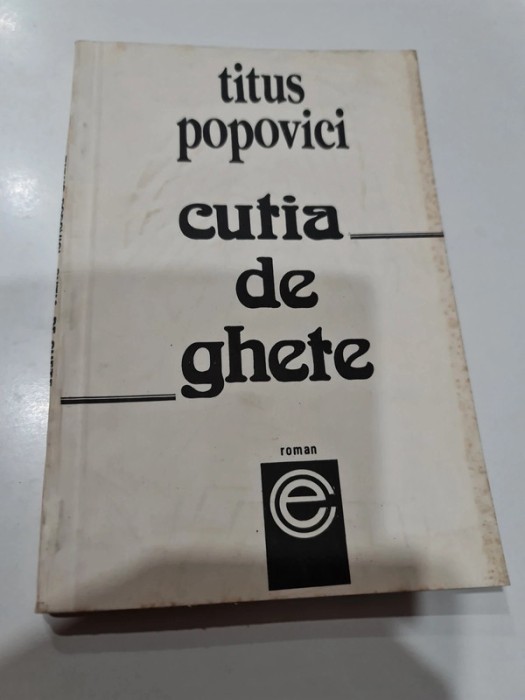 titus
popovici
cutia
de
ghete
roman